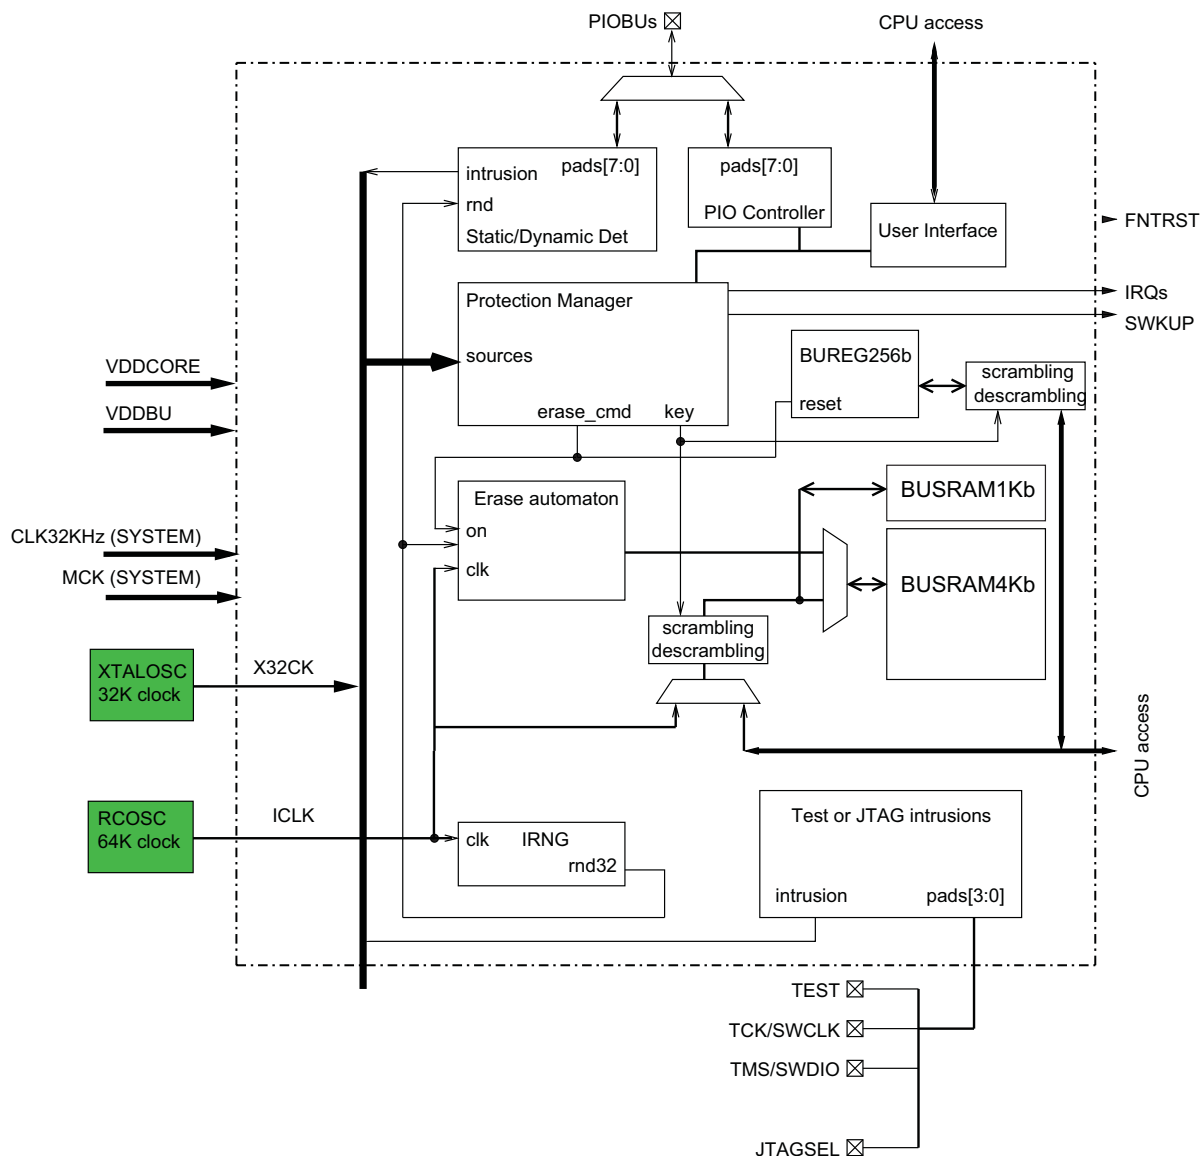 PIOBUs
CPU access
intrusion
pads[7:0]
rnd
Static/Dynamic Det
pads[7:0]
PIO Controller
User Interface
FNTRST
Protection Manager
sources
erase_cmd
key
IRQs
SWKUP
BUREG256b
reset
scrambling
descrambling
VDDCORE
VDDBU
Erase automaton
on
clk
BUSRAM1Kb
BUSRAM4Kb
CLK32KHz (SYSTEM)
MCK (SYSTEM)
scrambling
descrambling
XTALOSC
32K clock
X32CK
CPU access
RCOSC
64K clock
ICLK
clk
IRNG
rnd32
Test or JTAG intrusions
intrusion
pads[3:0]
TEST
TCK/SWCLK
TMS/SWDIO
JTAGSEL